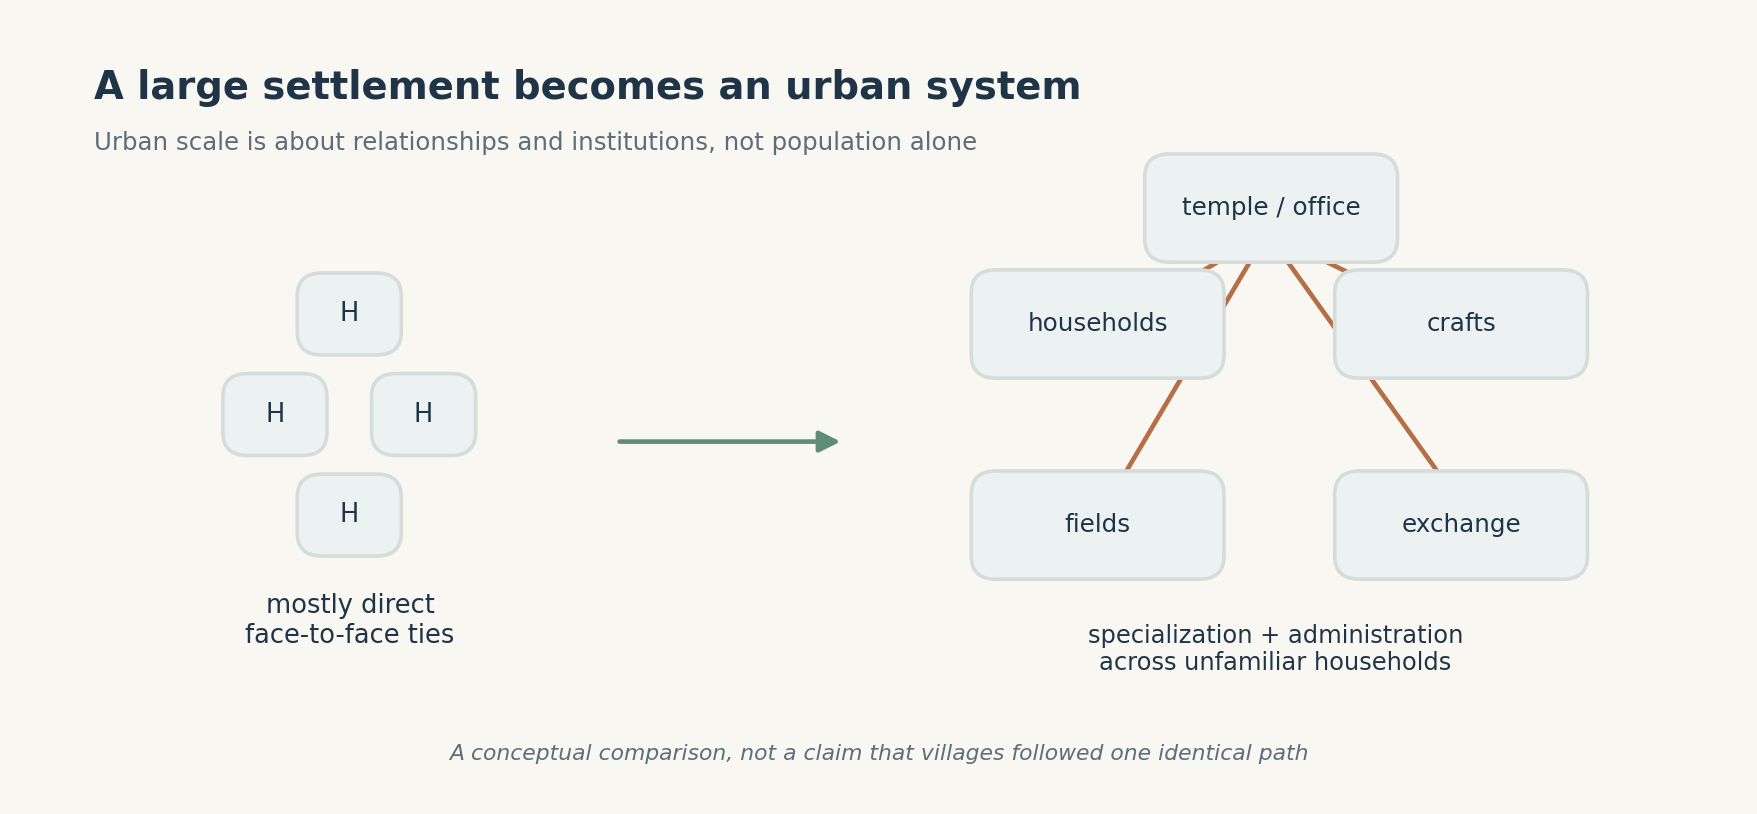 A large settlement becomes an urban system
Urban scale is about relationships and institutions, not population alone
H
H
H
H
mostly direct
face-to-face ties
temple / office
households
crafts
fields
exchange
specialization + administration
across unfamiliar households
A conceptual comparison, not a claim that villages followed one identical path